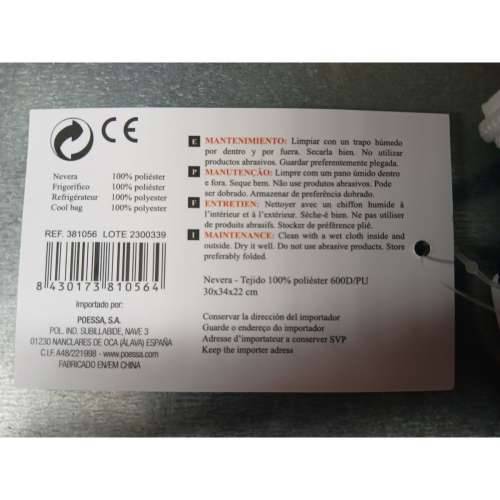 CE
Nevera 100% poliéster
Frigorífico 100% poliéster
Refrigérateur 100% polyester
Cool bag 100% polyester
REF. 381056 LOTE 2300339
8 430173 810564
Importado por:
POESSA, S.A.
POL. IND. SUBILLABIDE, NAVE 3
01230 NANCLARES DE OCA (ÁLAVA) ESPAÑA
C.I.F. A48/221998 - www.poessa.com
FABRICADO EN/EM CHINA
E MANTENIMIENTO: Limpiar con un trapo húmedo
por dentro y por fuera. Secarla bien. No utilizar
productos abrasivos. Guardar preferentemente plegada.
P MANUTENÇÃO: Limpre com um pano úmido dentro
e fora. Seque bem. Não use produtos abrasivos. Pode
ser dobrado. Armazenar dobrado.
F ENTRETIEN: Nettoyer avec un chiffon humide à
l'intérieur et à l'extérieur. Sèche-è bien. Ne pas utiliser
de produits abrasifs. Stocker de préférence plié.
I MAINTENANCE: Clean with a wet cloth inside and
outside. Dry it well. Do not use abrasive products. Store
preferably folded.
Nevera - Tejido 100% poliéster 600D/PU
30x34x22 cm
Conservar la dirección del importador
Guarde o endereço do importador
Adresse d'importateur a conserver SVP
Keep the importer adress